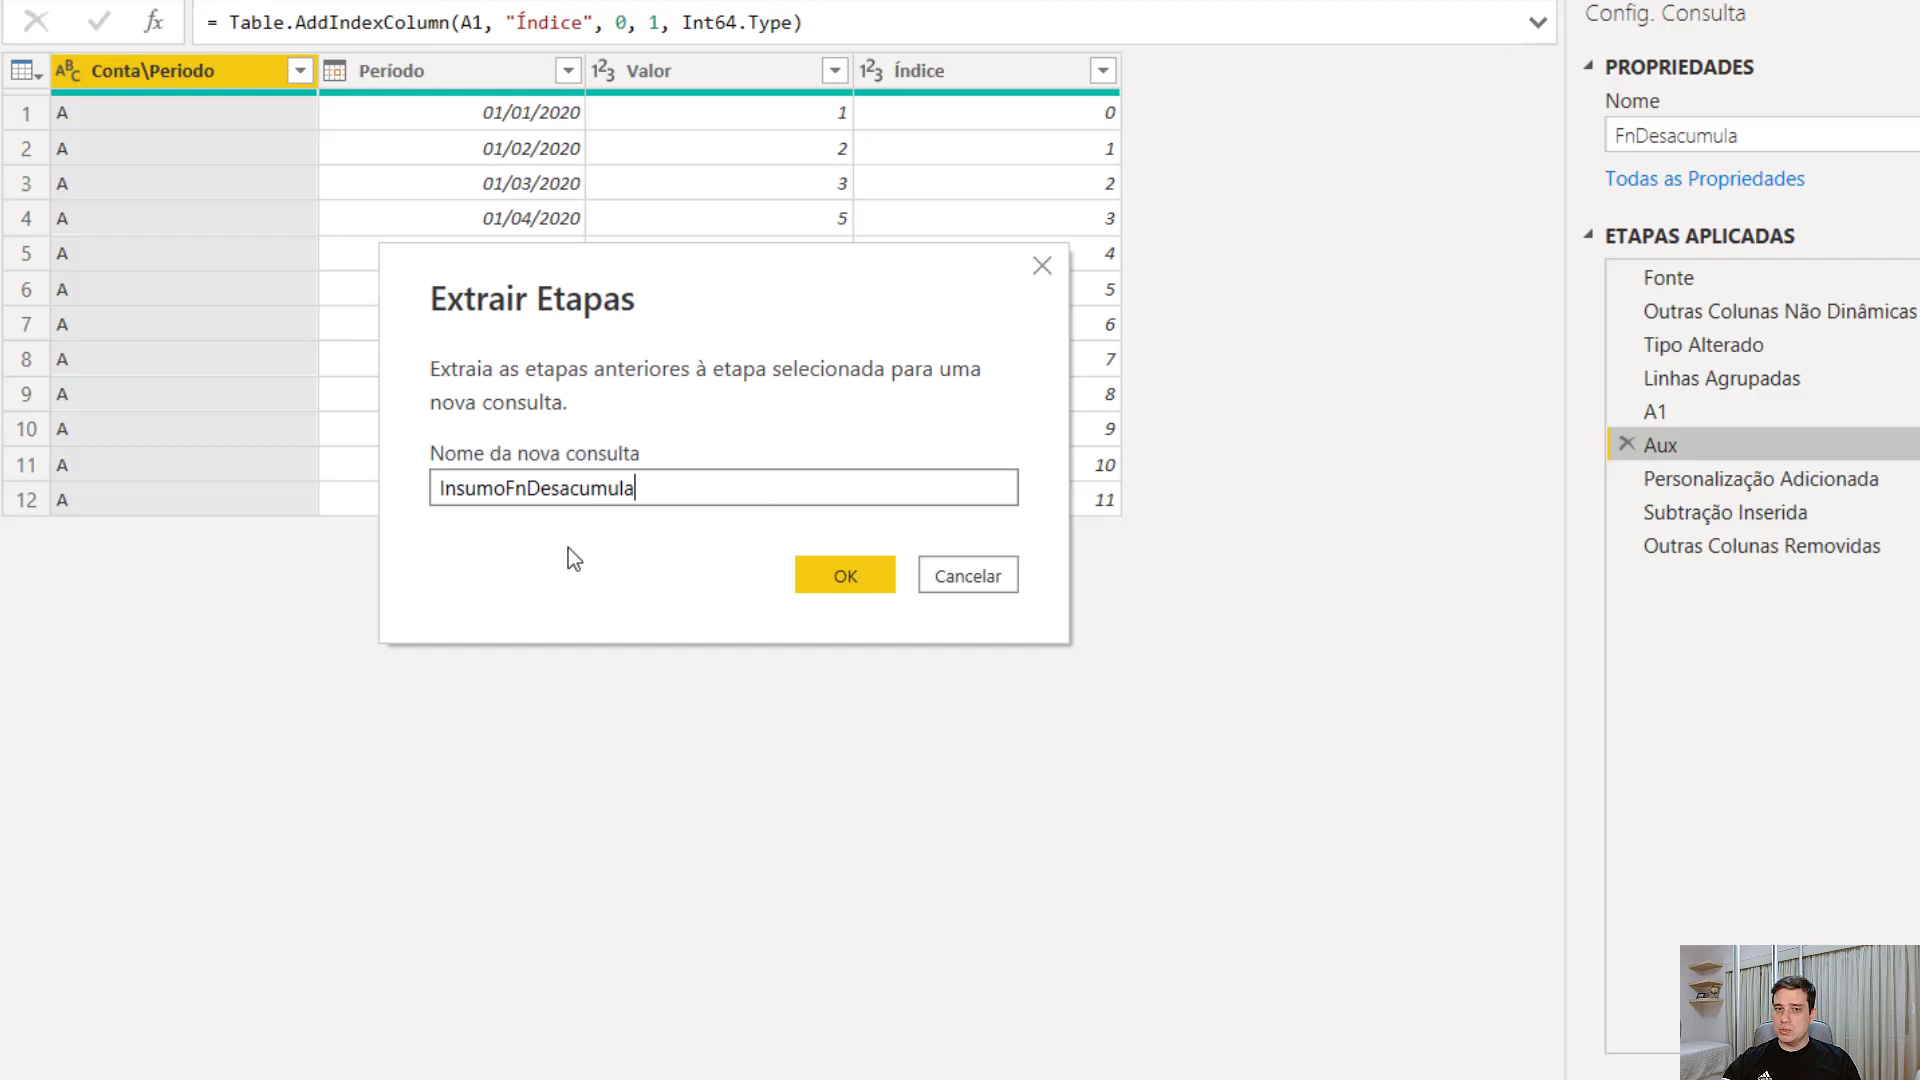 = Table.AddIndexColumn(A1, "Índice", 0, 1, Int64.Type)
Config. Consulta
PROPRIEDADES
Nome
FnDesacumula
Todas as Propriedades
ETAPAS APLICADAS
Fonte
Outras Colunas Não Dinâmicas
Tipo Alterado
Linhas Agrupadas
A1
Aux
Personalização Adicionada
Subtração Inserida
Outras Colunas Removidas
ABC Conta\Periodo Período 123 Valor 123 Índice
1 A 01/01/2020 1 0
2 A 01/02/2020 2 1
3 A 01/03/2020 3 2
4 A 01/04/2020 5 3
5 A 4
6 A 5
7 A 6
8 A 7
9 A 8
10 A 9
11 A 10
12 A 11
Extrair Etapas
Extraia as etapas anteriores à etapa selecionada para uma
nova consulta.
Nome da nova consulta
InsumoFnDesacumula
OK Cancelar